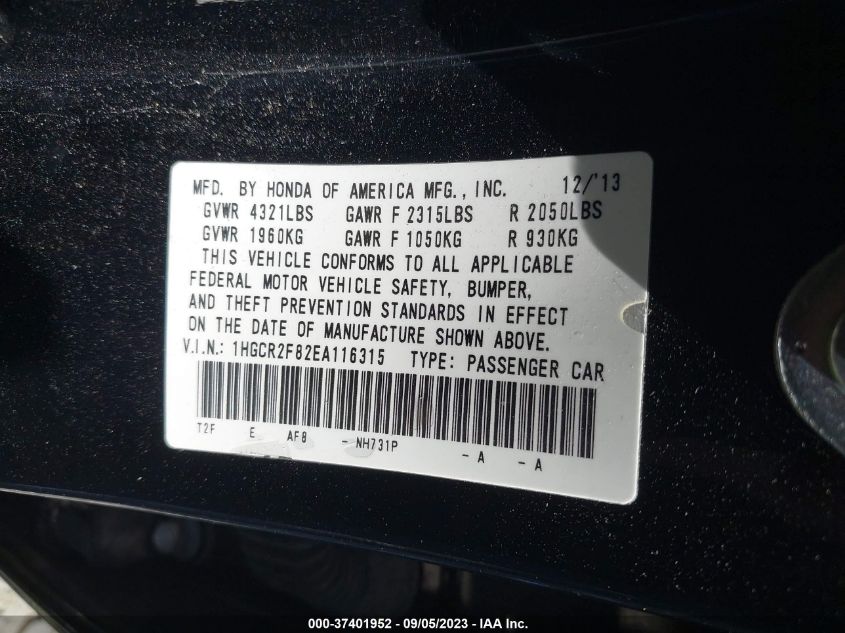 MFD. BY HONDA OF AMERICA MFG., INC. 12/'13
GVWR 4321LBS GAWR F 2315LBS R 2050LBS
GVWR 1960KG GAWR F 1050KG R 930KG
THIS VEHICLE CONFORMS TO ALL APPLICABLE
FEDERAL MOTOR VEHICLE SAFETY, BUMPER,
AND THEFT PREVENTION STANDARDS IN EFFECT
ON THE DATE OF MANUFACTURE SHOWN ABOVE.
V.I.N.: 1HGCR2F82EA116315 TYPE: PASSENGER CAR
T2F E AF8 - NH731P - A - A
000-37401952 - 09/05/2023 - IAA Inc.